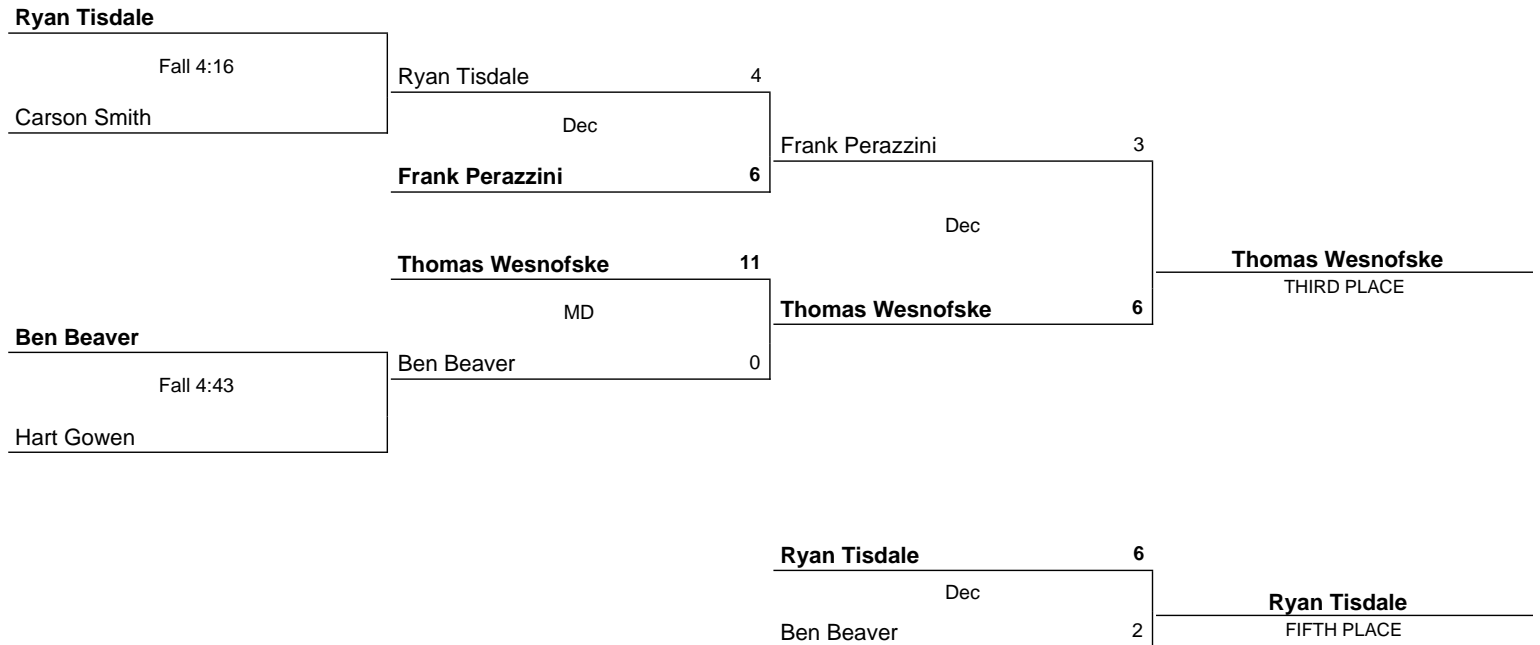 Ryan Tisdale
Fall 4:16
Carson Smith
Ryan Tisdale 4
Dec
Frank Perazzini 6
Frank Perazzini 3
Dec
Thomas Wesnofske 11
MD
Ben Beaver 0
Thomas Wesnofske 6
Thomas Wesnofske
THIRD PLACE
Ben Beaver
Fall 4:43
Hart Gowen
Ryan Tisdale 6
Dec
Ben Beaver 2
Ryan Tisdale
FIFTH PLACE